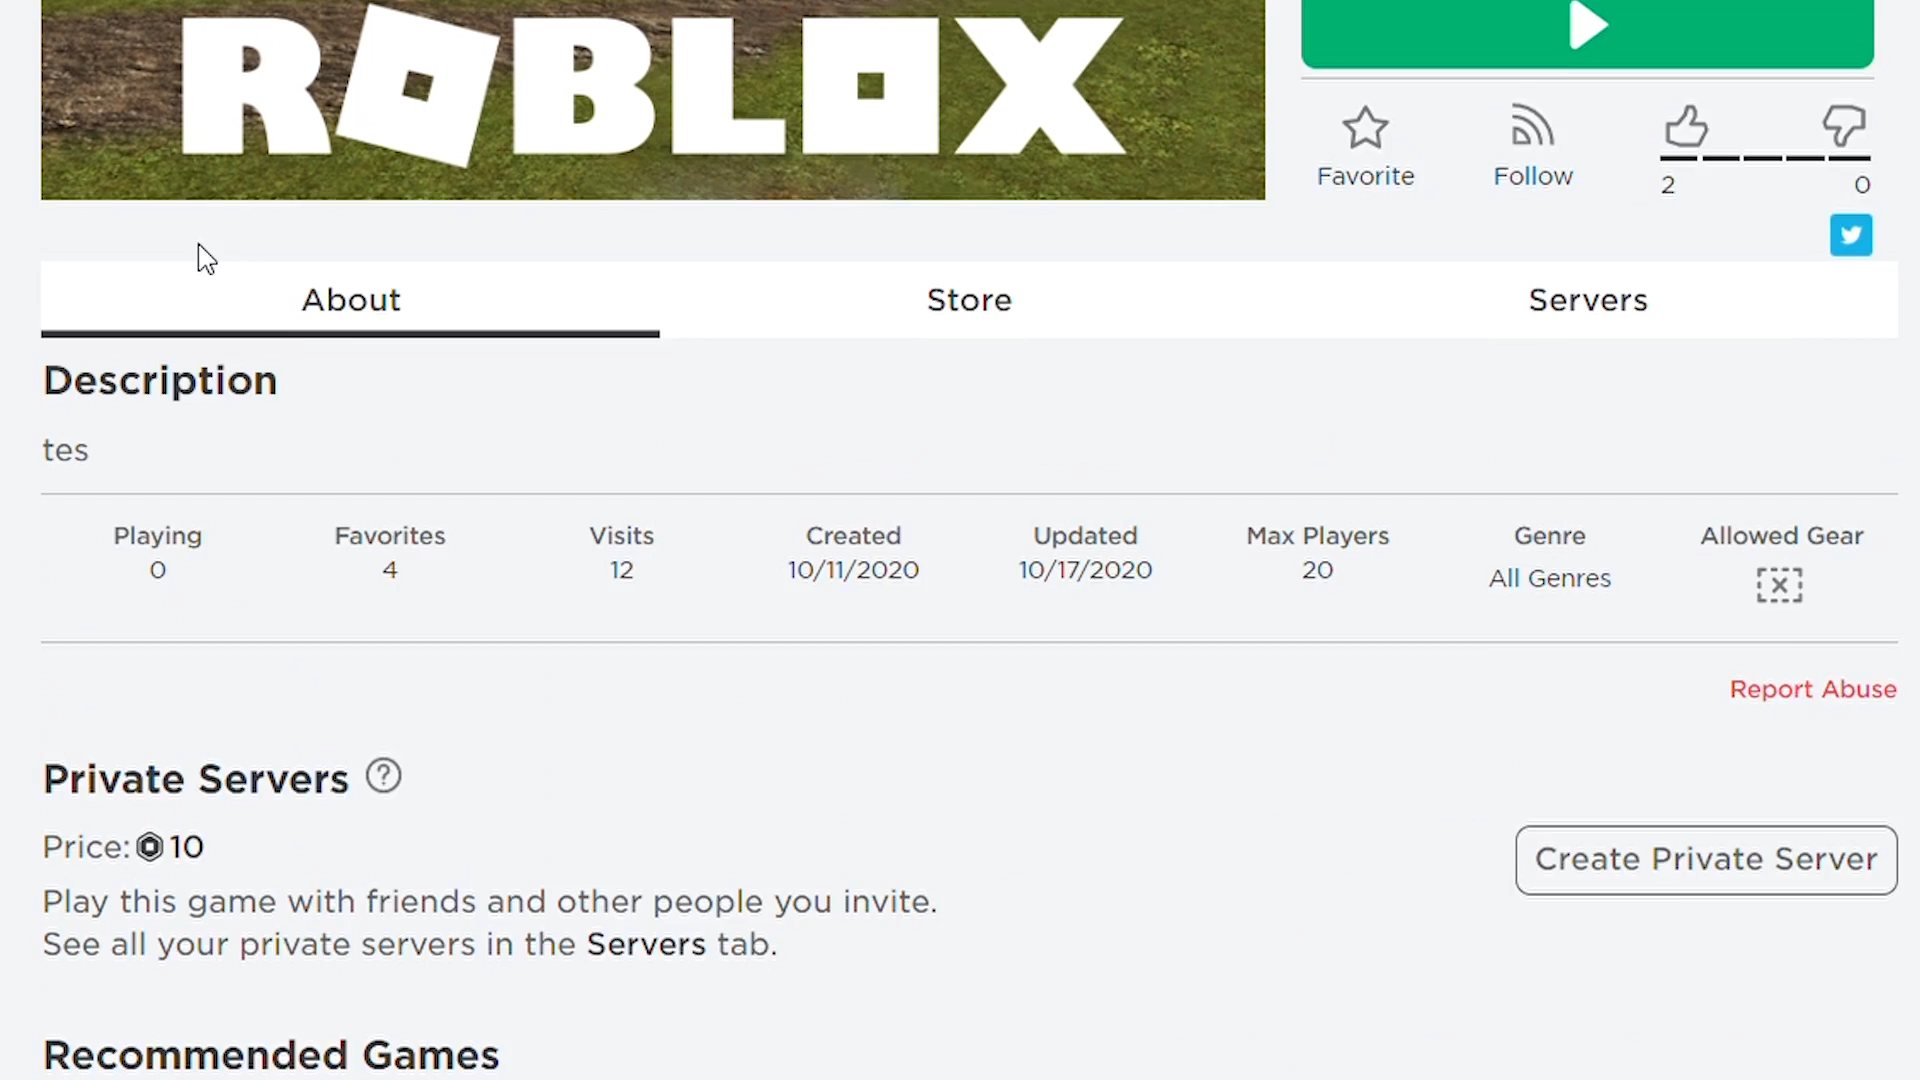 ROBLOX
Favorite
Follow
2
0
About
Store
Servers
Description
tes
Playing
0
Favorites
4
Visits
12
Created
10/11/2020
Updated
10/17/2020
Max Players
20
Genre
All Genres
Allowed Gear
Report Abuse
Private Servers
Price: 10
Create Private Server
Play this game with friends and other people you invite.
See all your private servers in the Servers tab.
Recommended Games